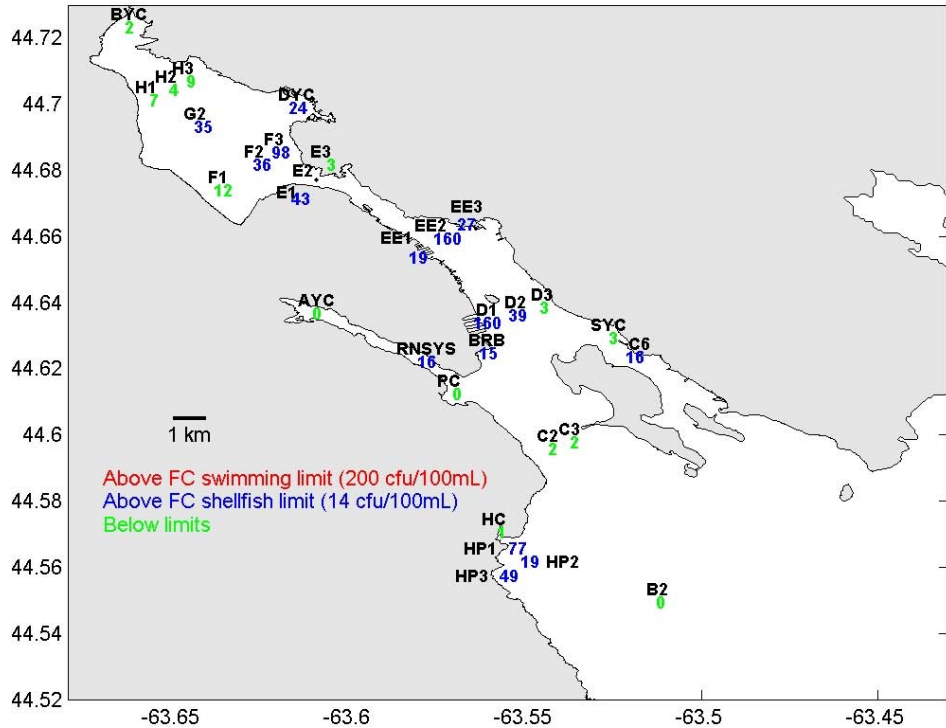 44.72
44.7
44.68
44.66
44.64
44.62
44.6
44.58
44.56
44.54
44.52
BYC
2
H3
9
H2
4
H1
7
DYC
24
G2
35
F3
98
F2
36
E3
3
E2
F1
12
E1
43
EE3
27
EE2
160
EE1
19
AYC
0
D3
3
D2
39
D1
160
SYC
3
C6
16
BRB
15
RNSYS
16
PC
0
1 km
C3
2
C2
2
Above FC swimming limit (200 cfu/100mL)
Above FC shellfish limit (14 cfu/100mL)
Below limits
HC
4
HP1 77
19 HP2
HP3 49
B2
0
-63.65 -63.6 -63.55 -63.5 -63.45